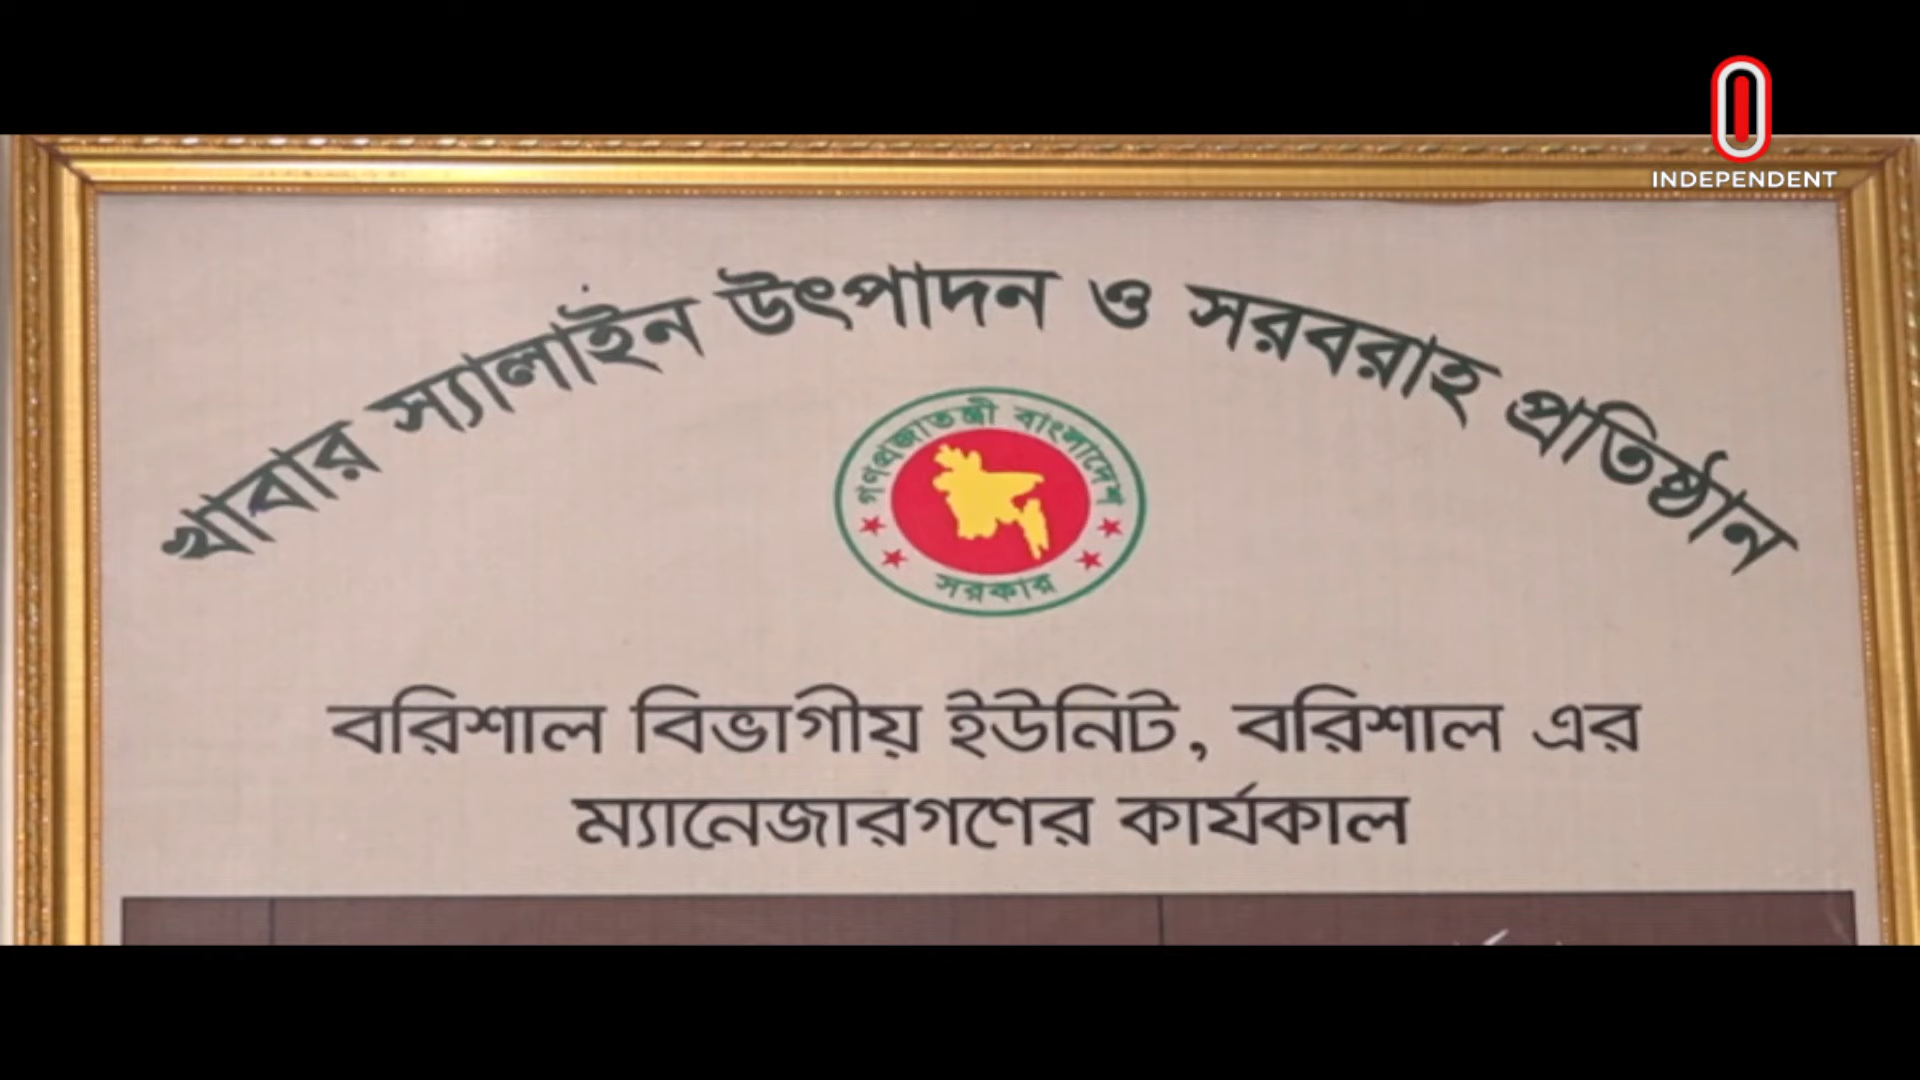 INDEPENDENT
খাবার স্যালাইন উৎপাদন ও সরবরাহ প্রতিষ্ঠান
গণপ্রজাতন্ত্রী বাংলাদেশ
সরকার
বরিশাল বিভাগীয় ইউনিট, বরিশাল এর
ম্যানেজারগণের কার্যকাল